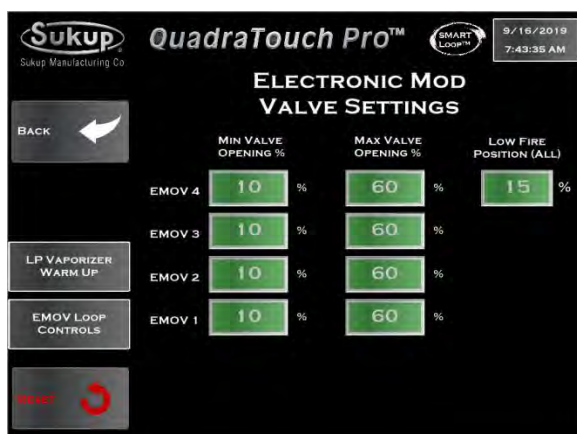 Sukup®
Sukup Manufacturing Co
QuadraTouch Pro™
SMART
LOOP™
9/16/2019
7:43:35 AM
ELECTRONIC MOD
VALVE SETTINGS
BACK
MIN VALVE
OPENING %
MAX VALVE
OPENING %
LOW FIRE
POSITION (ALL)
EMOV 4 10 % 60 % 15 %
EMOV 3 10 % 60 %
LP VAPORIZER
WARM UP
EMOV 2 10 % 60 %
EMOV LOOP
CONTROLS
EMOV 1 10 % 60 %
RESET